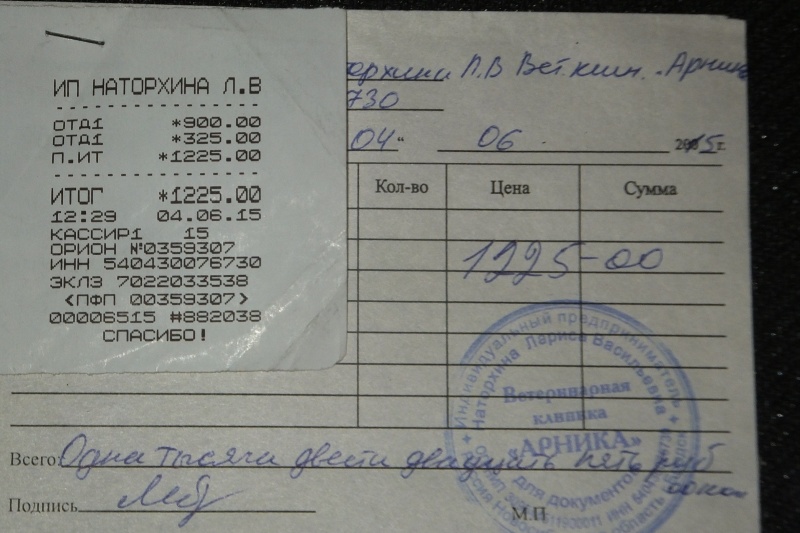 ИП НАТОРХИНА Л.В
ОТД1 *900.00
ОТД1 *325.00
П.ИТ *1225.00
ИТОГ *1225.00
12:29 04.06.15
КАССИР1 15
ОРИОН №0359307
ИНН 540430076730
ЭКЛЗ 7022033538
<ПФП 00359307>
00006515 #882038
СПАСИБО!
орхина Л.В Вет.клин. "Арника
730
04 " 06 2015 г.
Кол-во Цена Сумма
1225-00
Индивидуальный предприниматель
Наторхина Лариса Васильевна
Ветеринарная
клиника
«АРНИКА»
для документов
Всего: Одна тысяча двести двадцать пять руб
00коп
Подпись
М.П